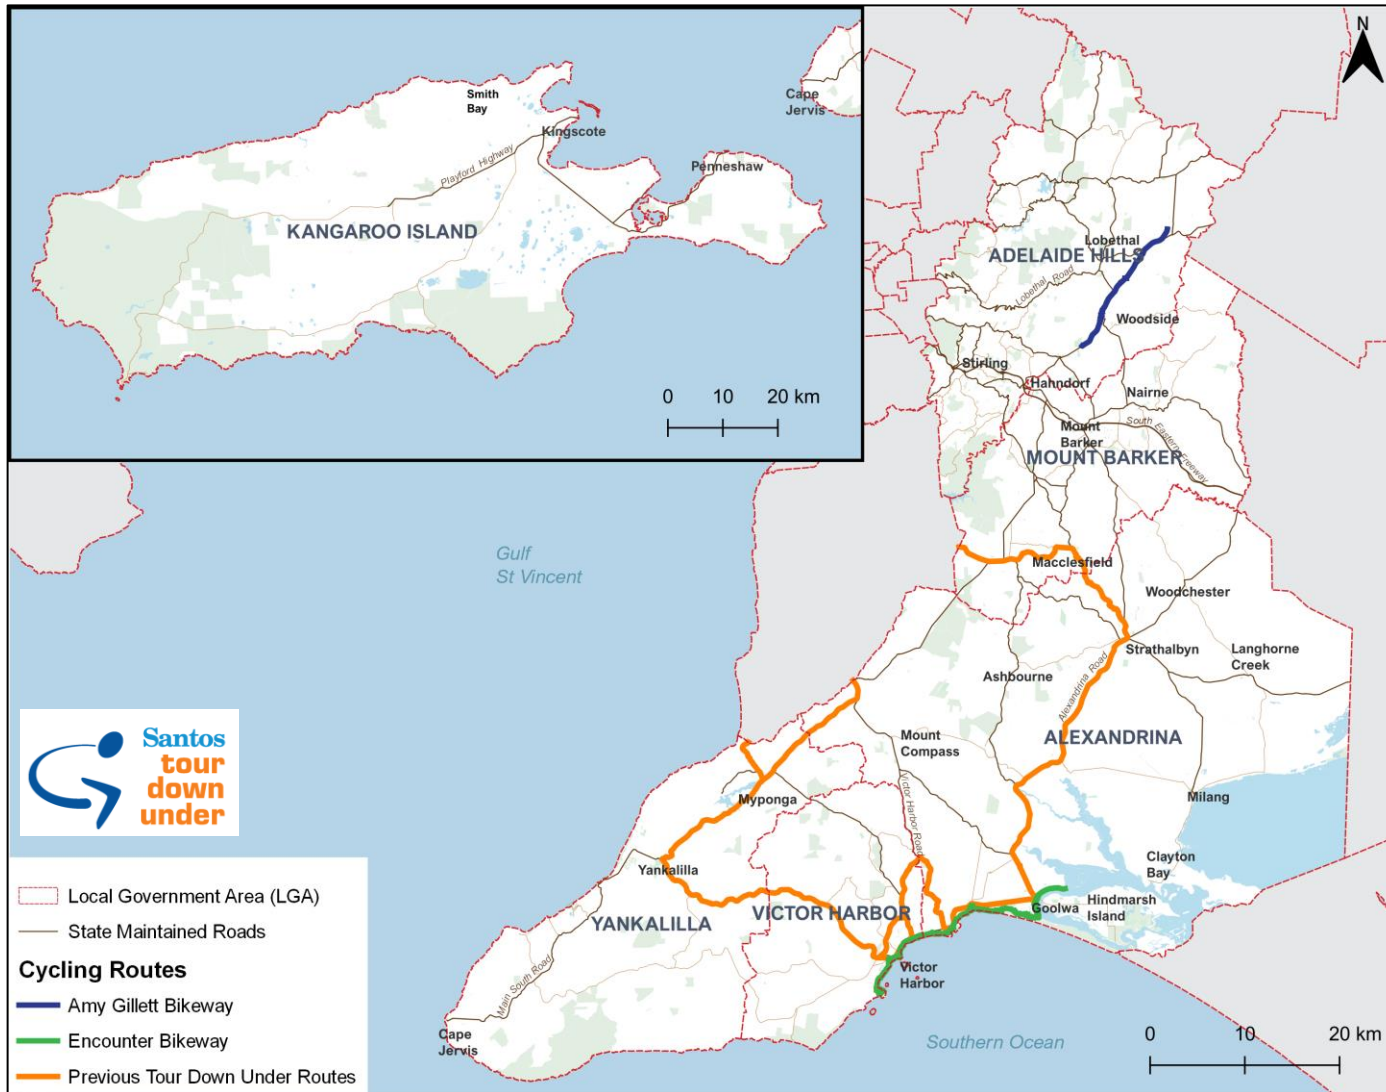 N
Smith
Bay
Cape
Jervis
Kingscote
Playford Highway
Penneshaw
KANGAROO ISLAND
0 10 20 km
Lobethal
ADELAIDE HILLS
Lobethal Road
Woodside
Stirling
Hahndorf
Nairne
Mount
Barker
South Eastern Freeway
MOUNT BARKER
Gulf
St Vincent
Macclesfield
Woodchester
Strathalbyn
Langhorne
Creek
Ashbourne
Alexandrina Road
Mount
Compass
ALEXANDRINA
Victor Harbor Road
Myponga
Milang
Yankalilla
Clayton
Bay
Goolwa
Hindmarsh
Island
VICTOR HARBOR
YANKALILLA
Main South Road
Victor
Harbor
Cape
Jervis
Southern Ocean
0 10 20 km
Santos
tour
down
under
Local Government Area (LGA)
State Maintained Roads
Cycling Routes
Amy Gillett Bikeway
Encounter Bikeway
Previous Tour Down Under Routes